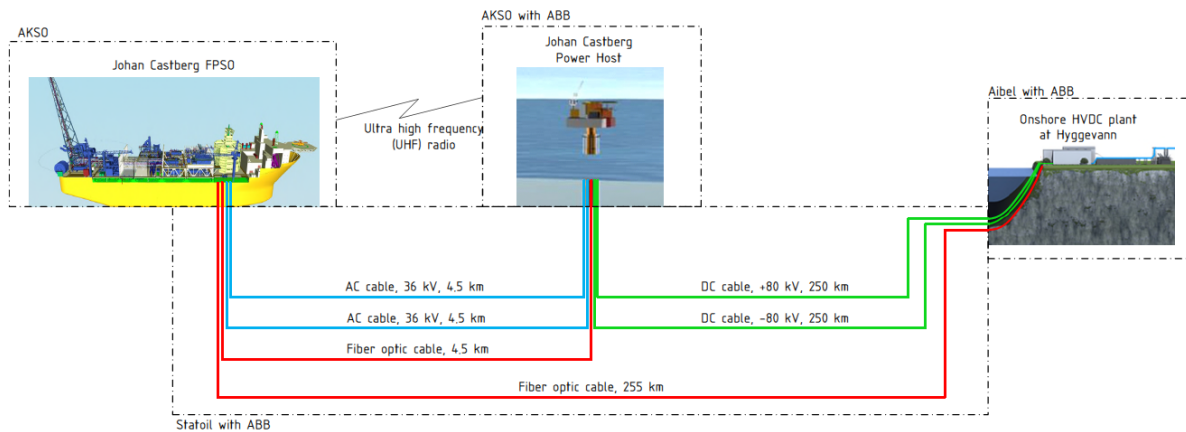 AKSO
Johan Castberg FPSO
Ultra high frequency
(UHF) radio
AKSO with ABB
Johan Castberg
Power Host
Aibel with ABB
Onshore HVDC plant
at Hyggevann
AC cable, 36 kV, 4.5 km
DC cable, +80 kV, 250 km
AC cable, 36 kV, 4.5 km
DC cable, -80 kV, 250 km
Fiber optic cable, 4.5 km
Fiber optic cable, 255 km
Statoil with ABB